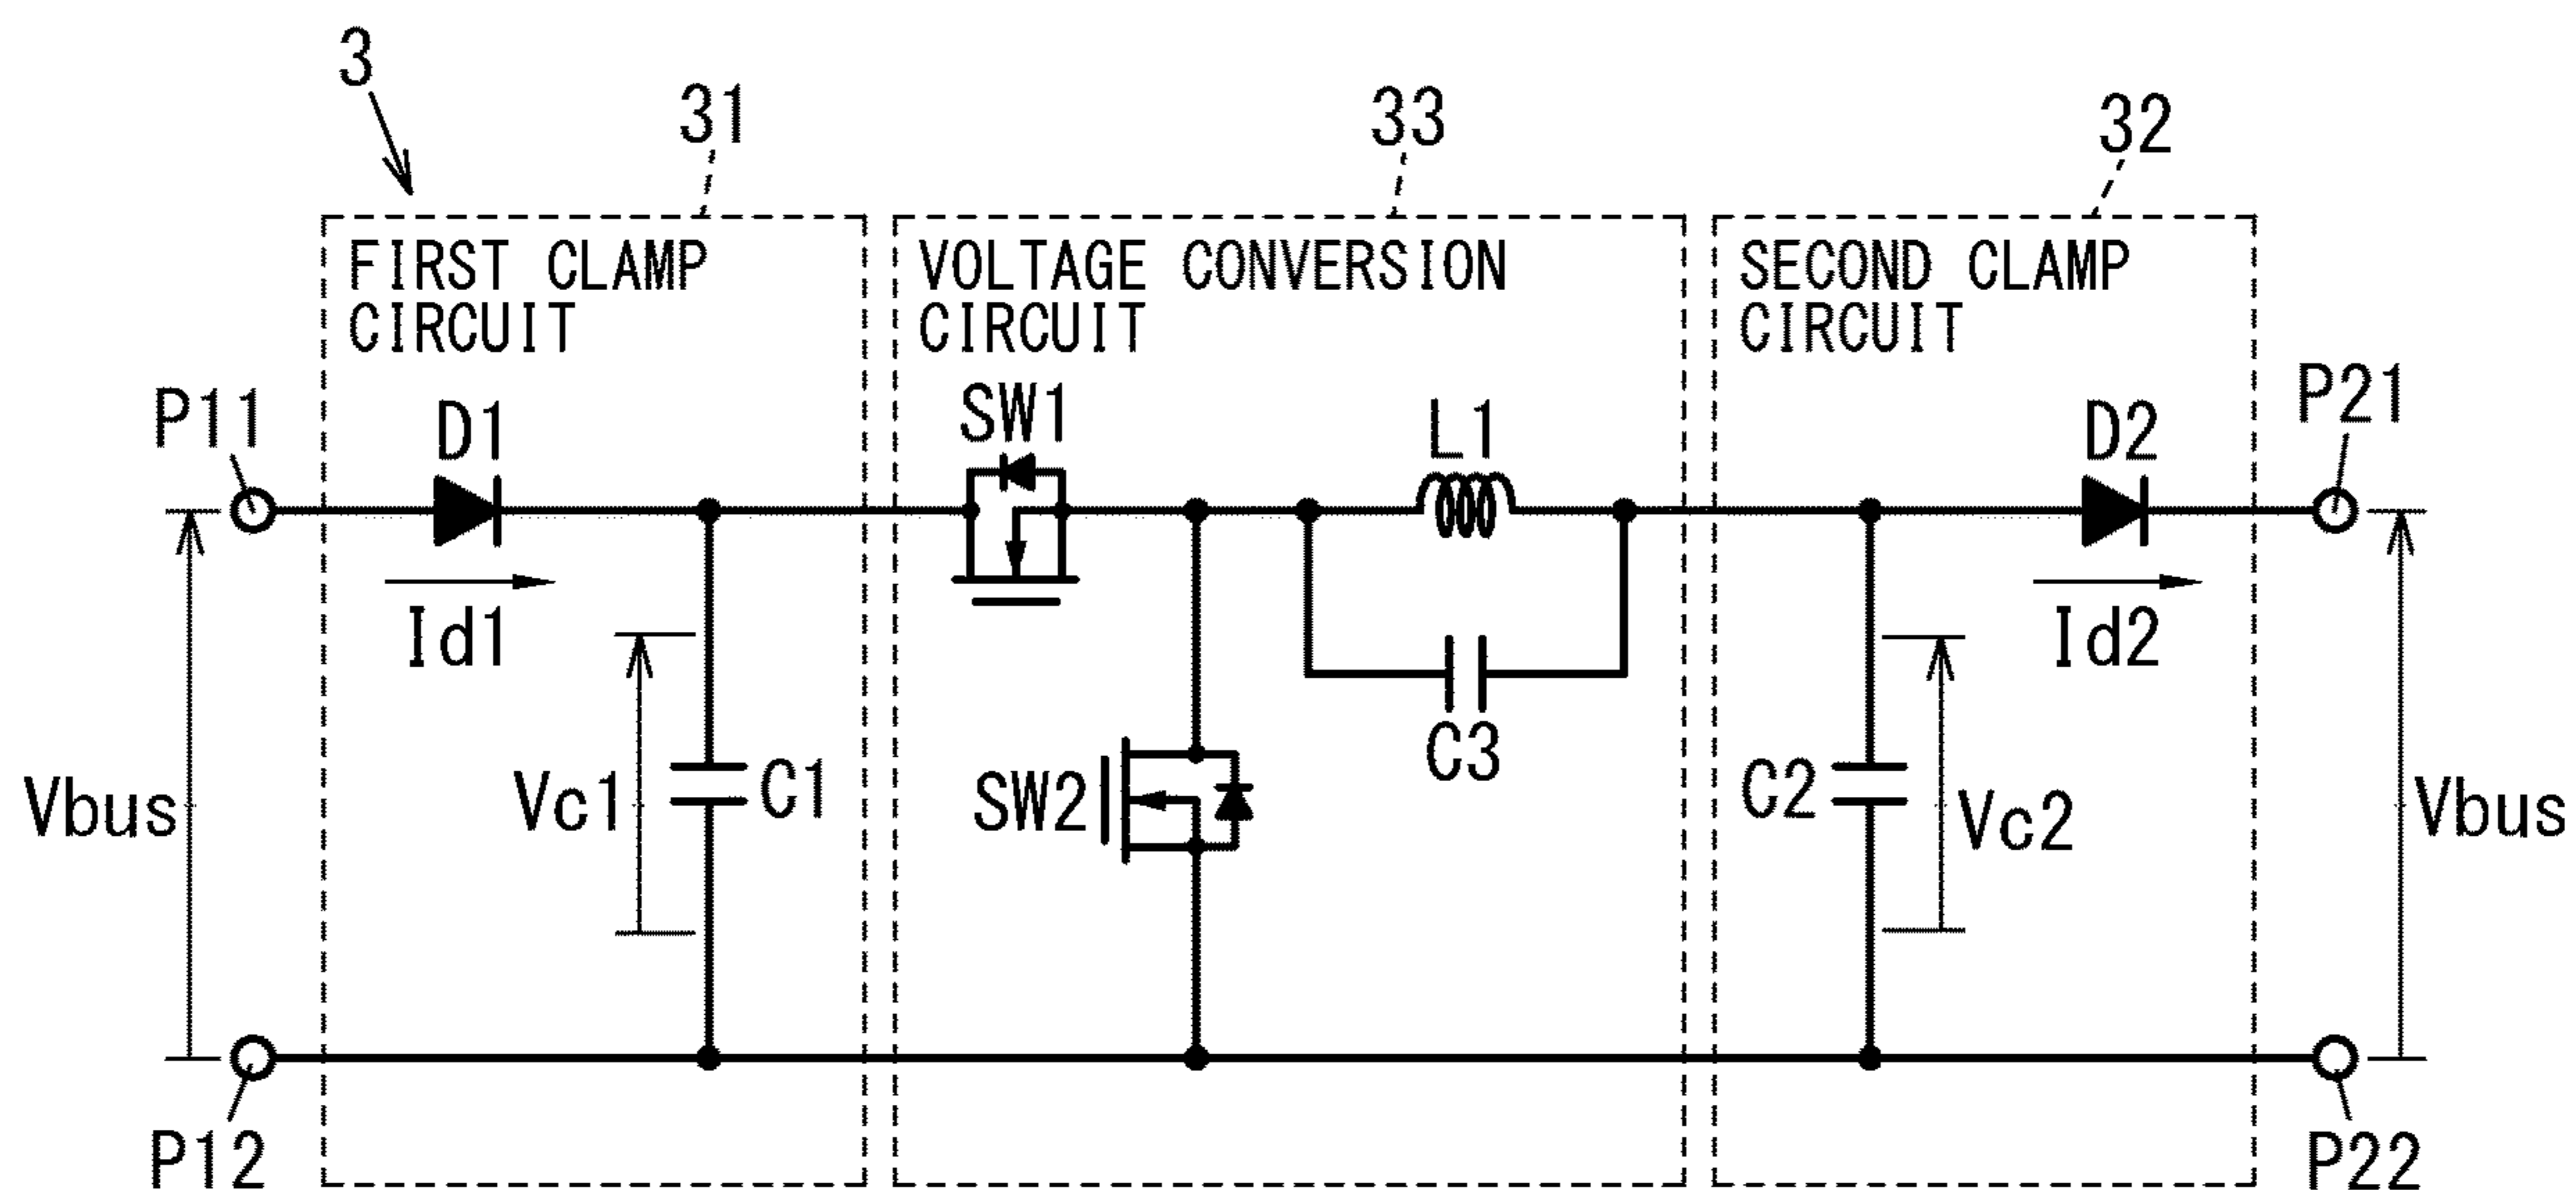 3
31
33
32
FIRST CLAMP
CIRCUIT
VOLTAGE CONVERSION
CIRCUIT
SECOND CLAMP
CIRCUIT
P11
D1
SW1
L1
D2
P21
Id1
Id2
C3
Vbus
Vc1
C1
SW2
C2
Vc2
Vbus
P12
P22